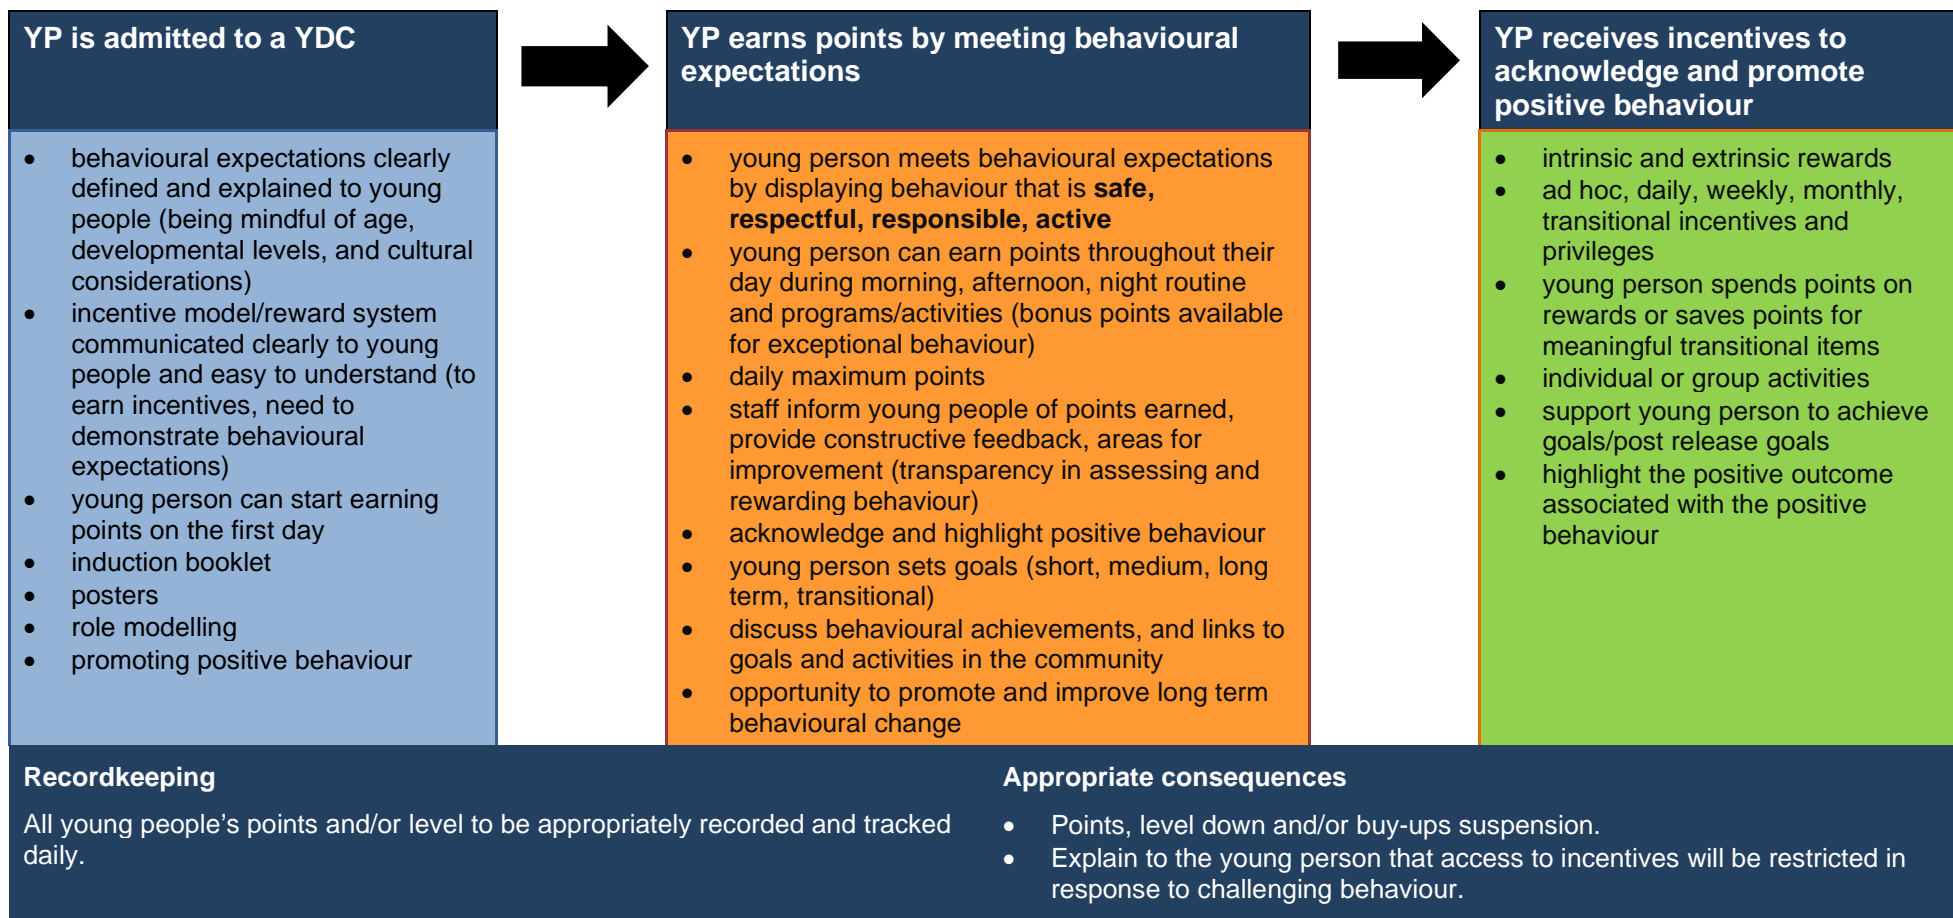 YP is admitted to a YDC
• behavioural expectations clearly
defined and explained to young
people (being mindful of age,
developmental levels, and cultural
considerations)
• incentive model/reward system
communicated clearly to young
people and easy to understand (to
earn incentives, need to
demonstrate behavioural
expectations)
• young person can start earning
points on the first day
• induction booklet
• posters
• role modelling
• promoting positive behaviour
YP earns points by meeting behavioural
expectations
• young person meets behavioural expectations
by displaying behaviour that is safe,
respectful, responsible, active
• young person can earn points throughout their
day during morning, afternoon, night routine
and programs/activities (bonus points available
for exceptional behaviour)
• daily maximum points
• staff inform young people of points earned,
provide constructive feedback, areas for
improvement (transparency in assessing and
rewarding behaviour)
• acknowledge and highlight positive behaviour
• young person sets goals (short, medium, long
term, transitional)
• discuss behavioural achievements, and links to
goals and activities in the community
• opportunity to promote and improve long term
behavioural change
YP receives incentives to
acknowledge and promote
positive behaviour
• intrinsic and extrinsic rewards
• ad hoc, daily, weekly, monthly,
transitional incentives and
privileges
• young person spends points on
rewards or saves points for
meaningful transitional items
• individual or group activities
• support young person to achieve
goals/post release goals
• highlight the positive outcome
associated with the positive
behaviour
Recordkeeping
All young people’s points and/or level to be appropriately recorded and tracked
daily.
Appropriate consequences
• Points, level down and/or buy-ups suspension.
• Explain to the young person that access to incentives will be restricted in
response to challenging behaviour.